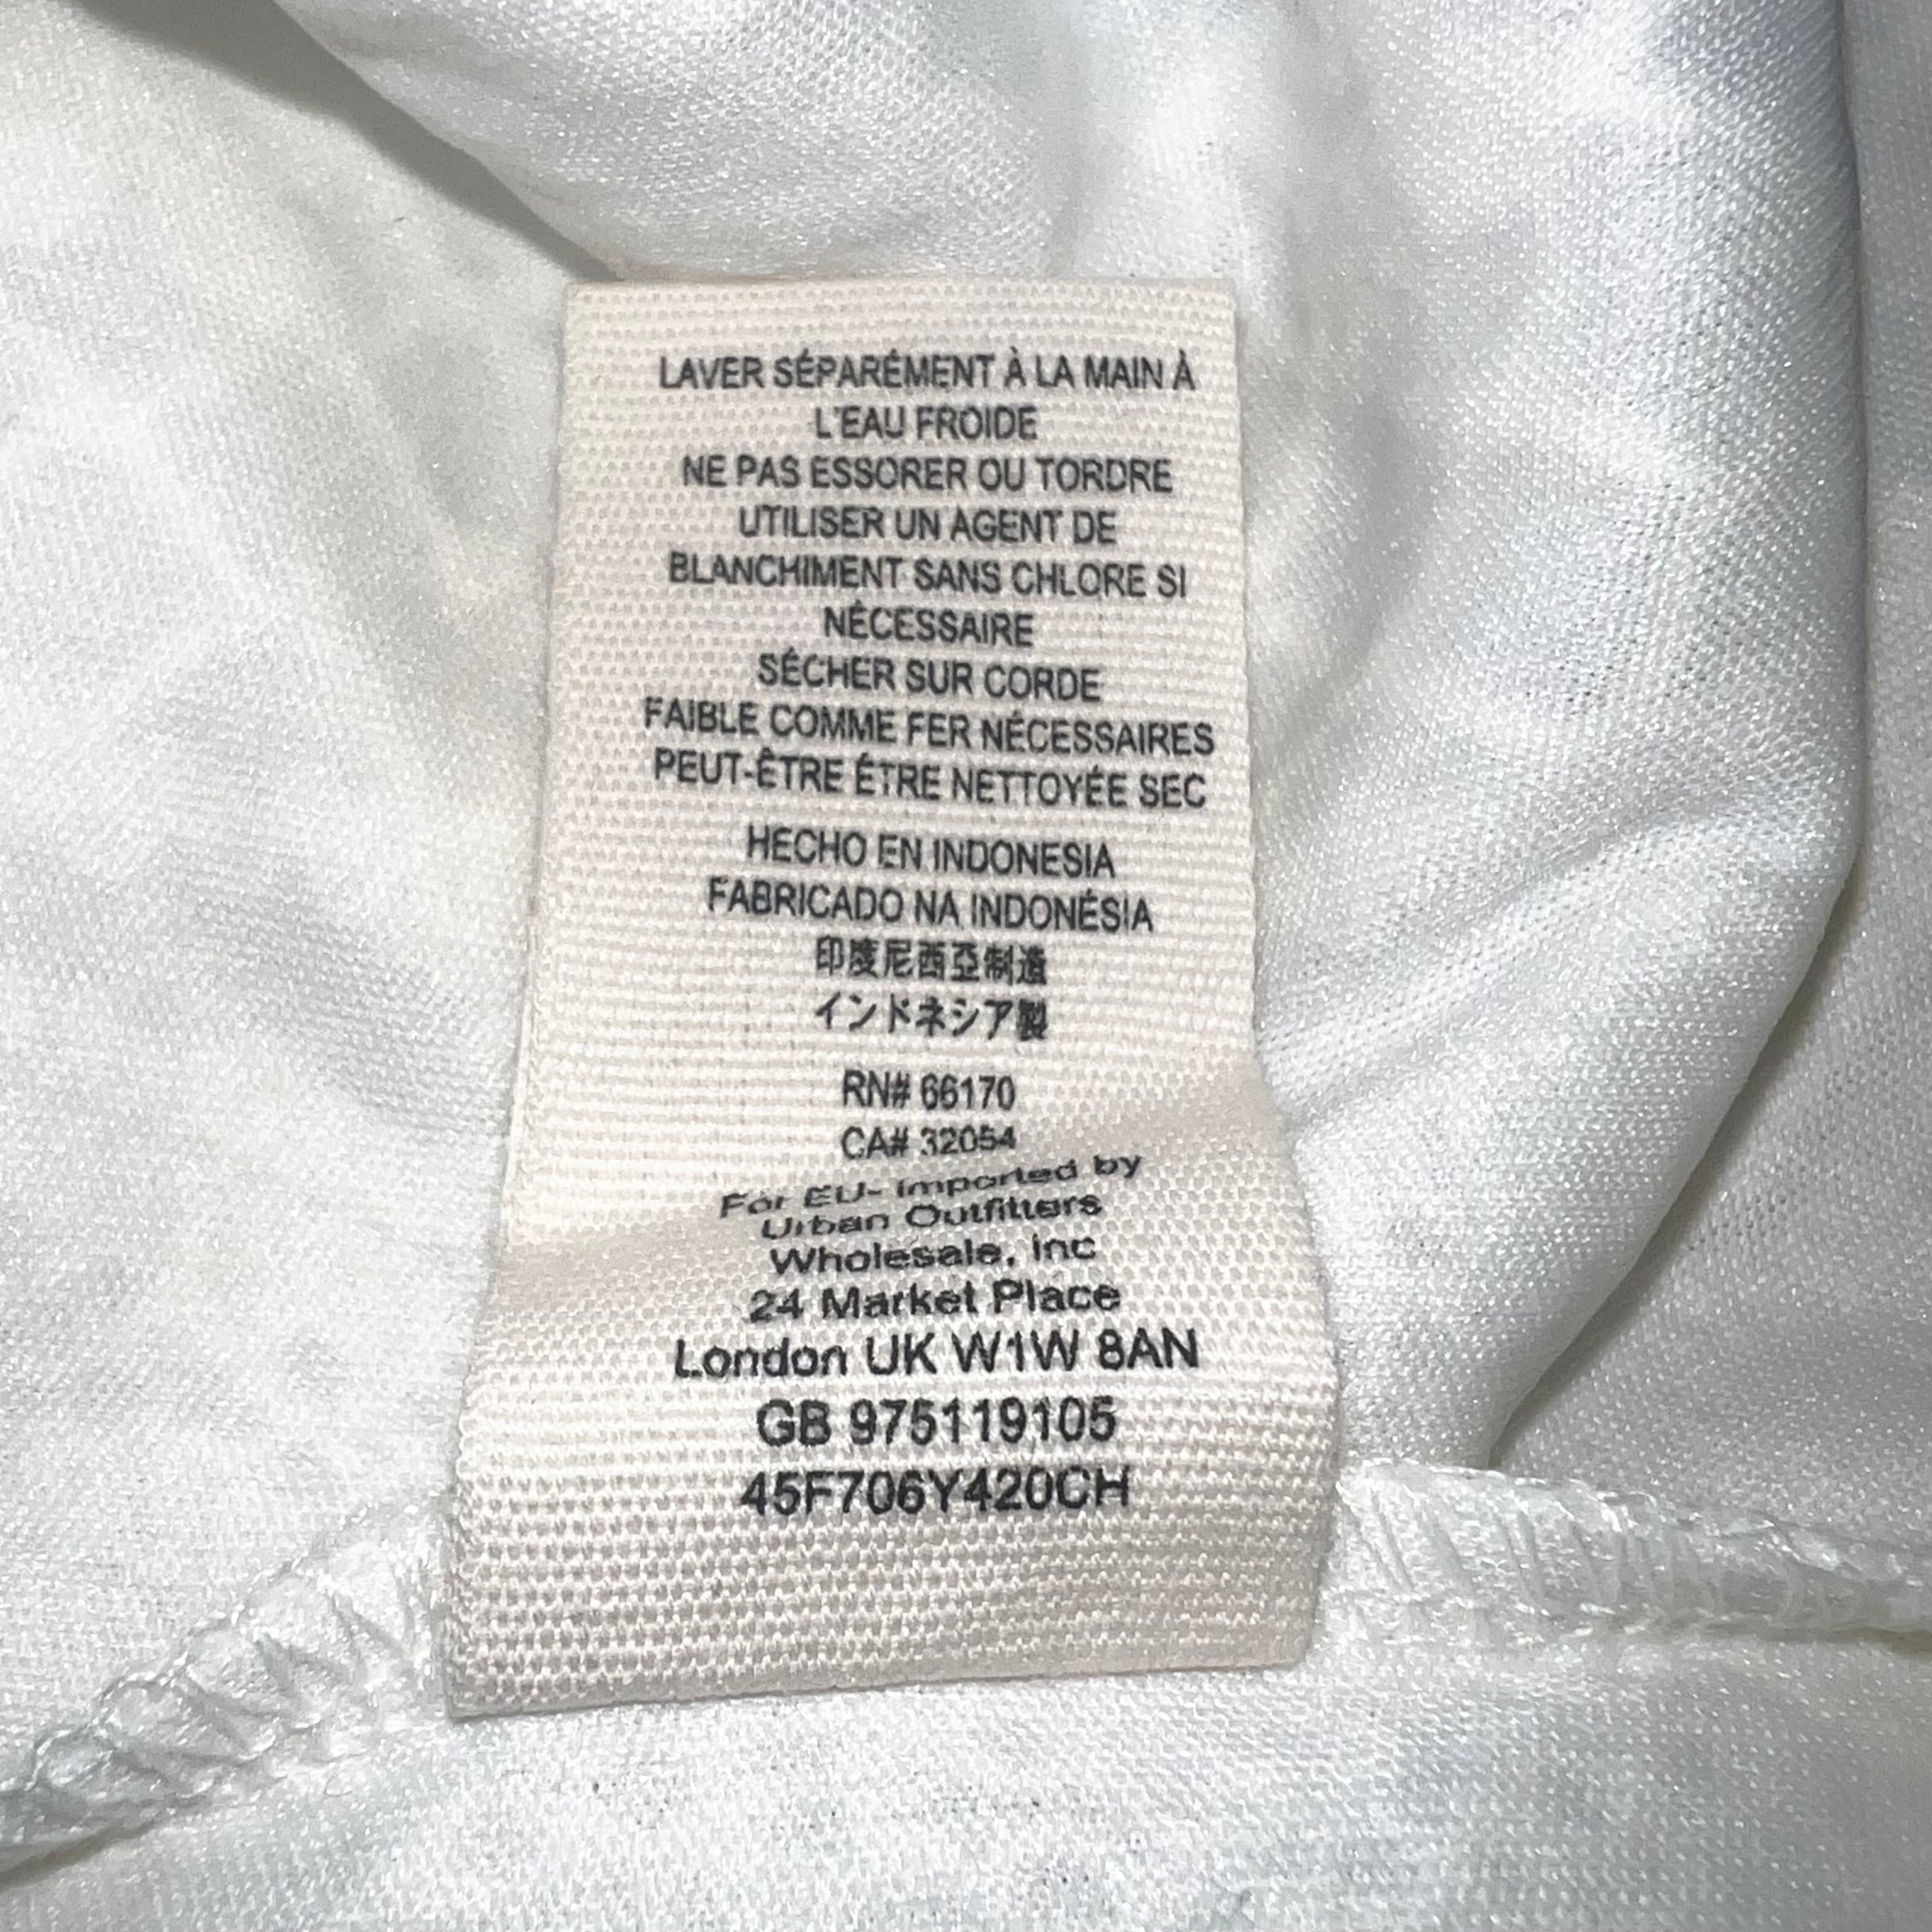 LAVER SÉPARÉMENT À LA MAIN À
L'EAU FROIDE
NE PAS ESSORER OU TORDRE
UTILISER UN AGENT DE
BLANCHIMENT SANS CHLORE SI
NÉCESSAIRE
SÉCHER SUR CORDE
FAIBLE COMME FER NÉCESSAIRES
PEUT-ÊTRE ÊTRE NETTOYÉE SEC
HECHO EN INDONESIA
FABRICADO NA INDONÉSIA
印度尼西亞制造
インドネシア製
RN# 66170
CA# 32054
For EU- Imported by
Urban Outfitters
Wholesale, Inc
24 Market Place
London UK W1W 8AN
GB 975119105
45F706Y420CH